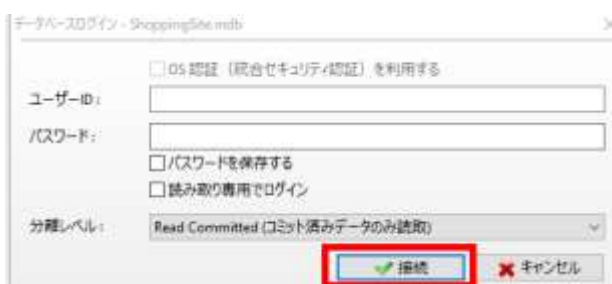 データベースログイン - ShoppingSite.mdb
OS 認証（統合セキュリティ認証）を利用する
ユーザーID：
パスワード：
パスワードを保存する
読み取り専用でログイン
分離レベル：
Read Committed (コミット済みデータのみ読取)
接続
キャンセル